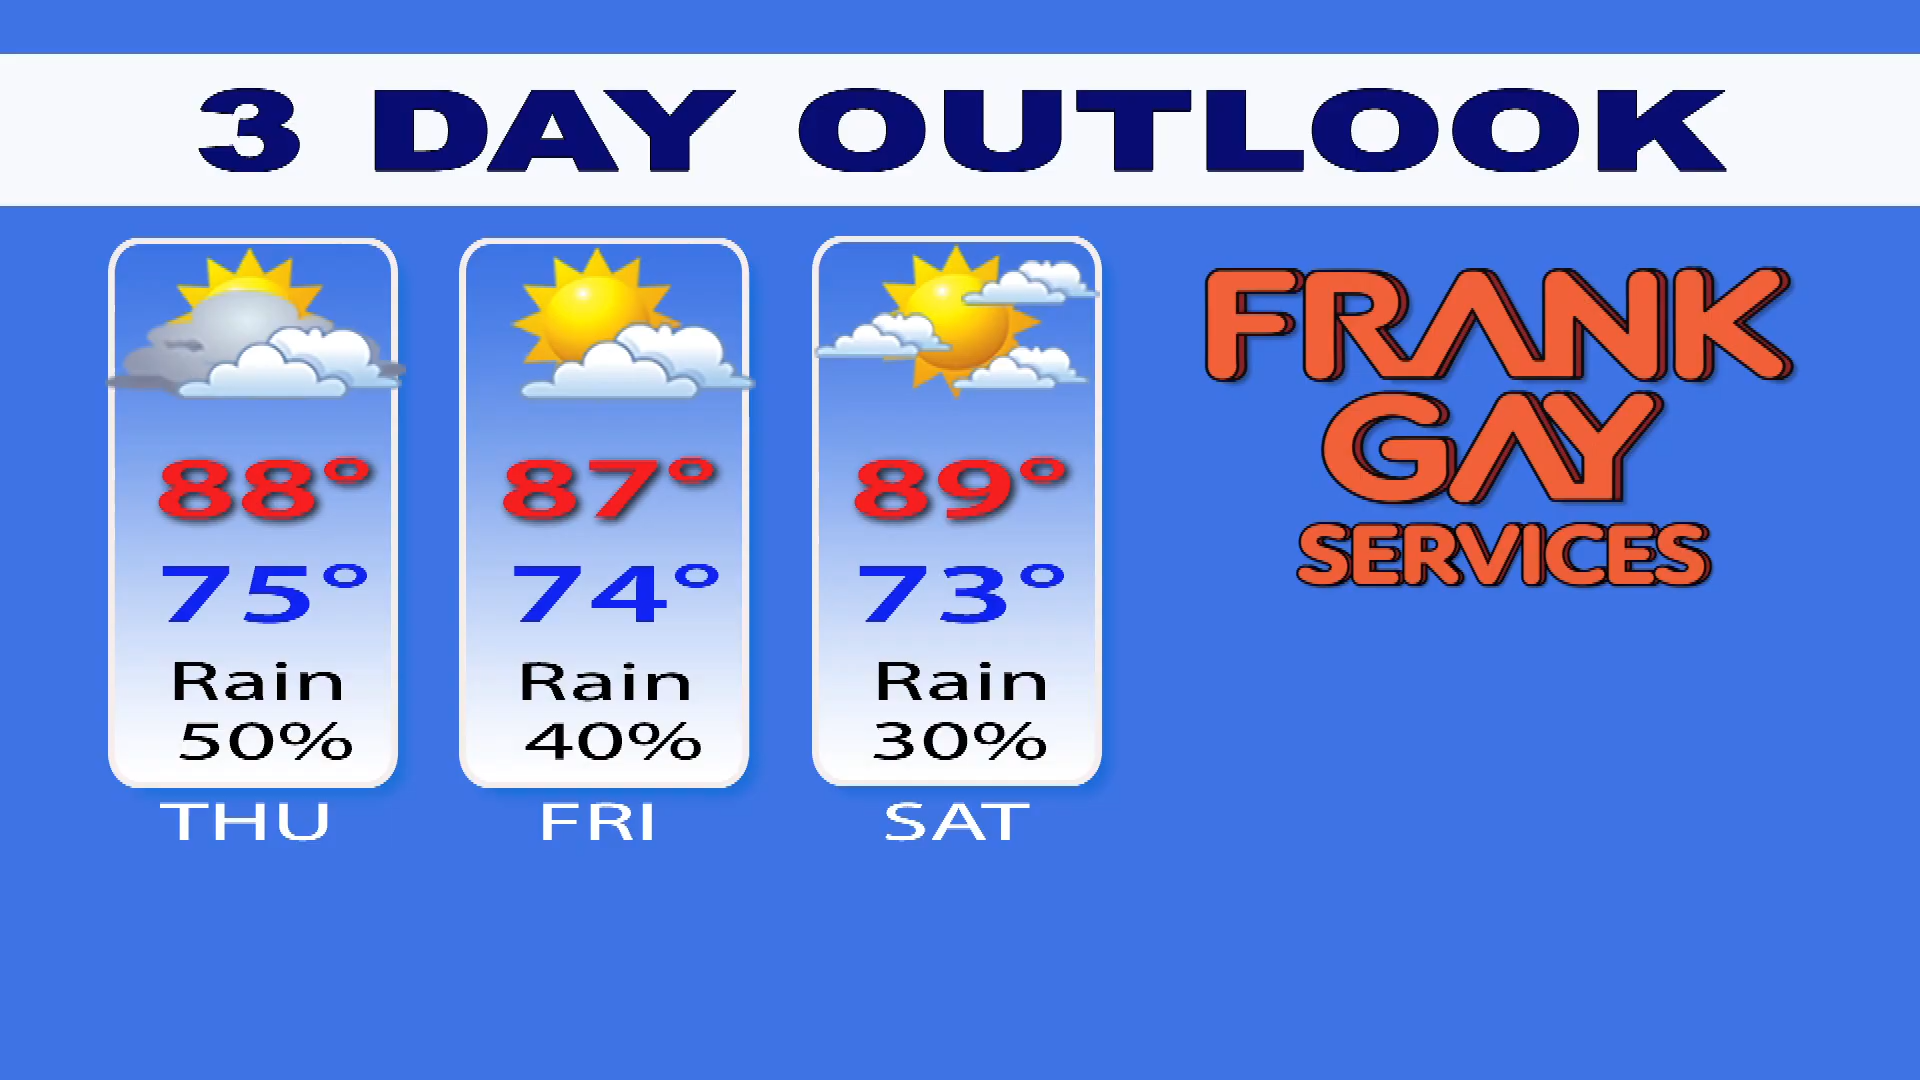 3 DAY OUTLOOK
88°
75°
Rain
50%
THU
87°
74°
Rain
40%
FRI
89°
73°
Rain
30%
SAT
FRANK
GAY
SERVICES